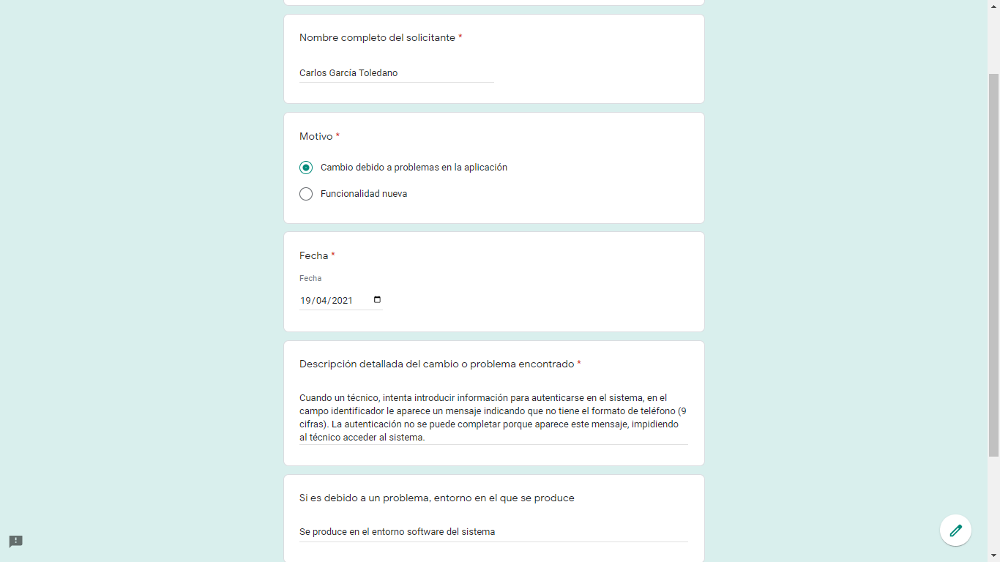 Nombre completo del solicitante *
Carlos García Toledano
Motivo *
Cambio debido a problemas en la aplicación
Funcionalidad nueva
Fecha *
Fecha
19/04/2021
Descripción detallada del cambio o problema encontrado *
Cuando un técnico, intenta introducir información para autenticarse en el sistema, en el
campo identificador le aparece un mensaje indicando que no tiene el formato de teléfono (9
cifras). La autenticación no se puede completar porque aparece este mensaje, impidiendo
al técnico acceder al sistema.
Si es debido a un problema, entorno en el que se produce
Se produce en el entorno software del sistema